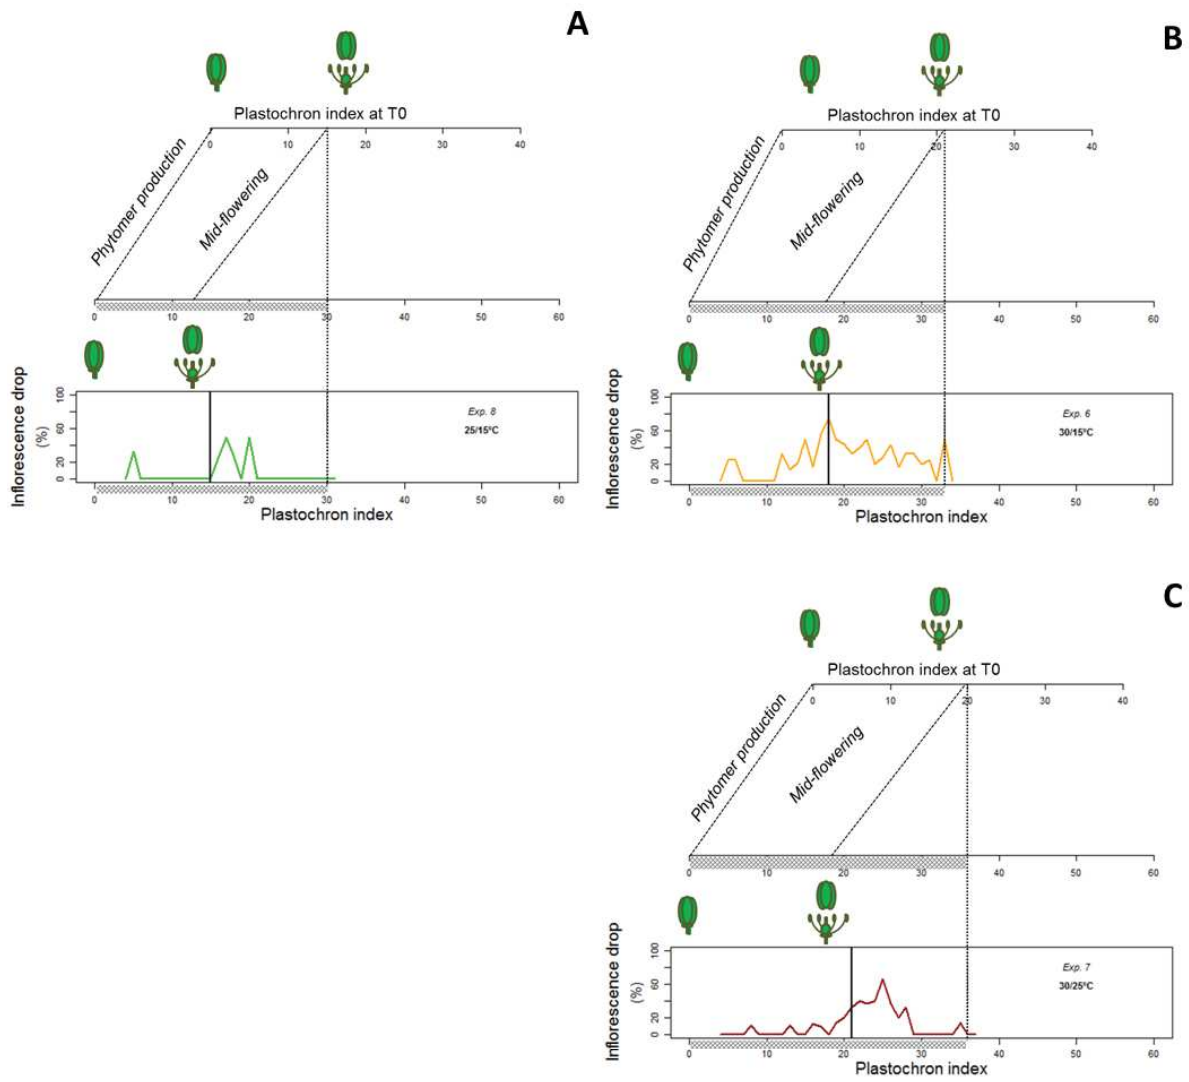 A
Plastochron index at T0
0 10 20 30 40
Phytomer production
Mid-flowering
0 10 20 30 40 50 60
Inflorescence drop
(%)
100
60
20
0
Exp. 8
25/15°C
0 10 20 30 40 50 60
Plastochron index
B
Plastochron index at T0
0 10 20 30 40
Phytomer production
Mid-flowering
0 10 20 30 40 50 60
Inflorescence drop
(%)
100
60
20
0
Exp. 6
30/15°C
0 10 20 30 40 50 60
Plastochron index
C
Plastochron index at T0
0 10 20 30 40
Phytomer production
Mid-flowering
0 10 20 30 40 50 60
Inflorescence drop
(%)
100
60
20
0
Exp. 7
30/25°C
0 10 20 30 40 50 60
Plastochron index